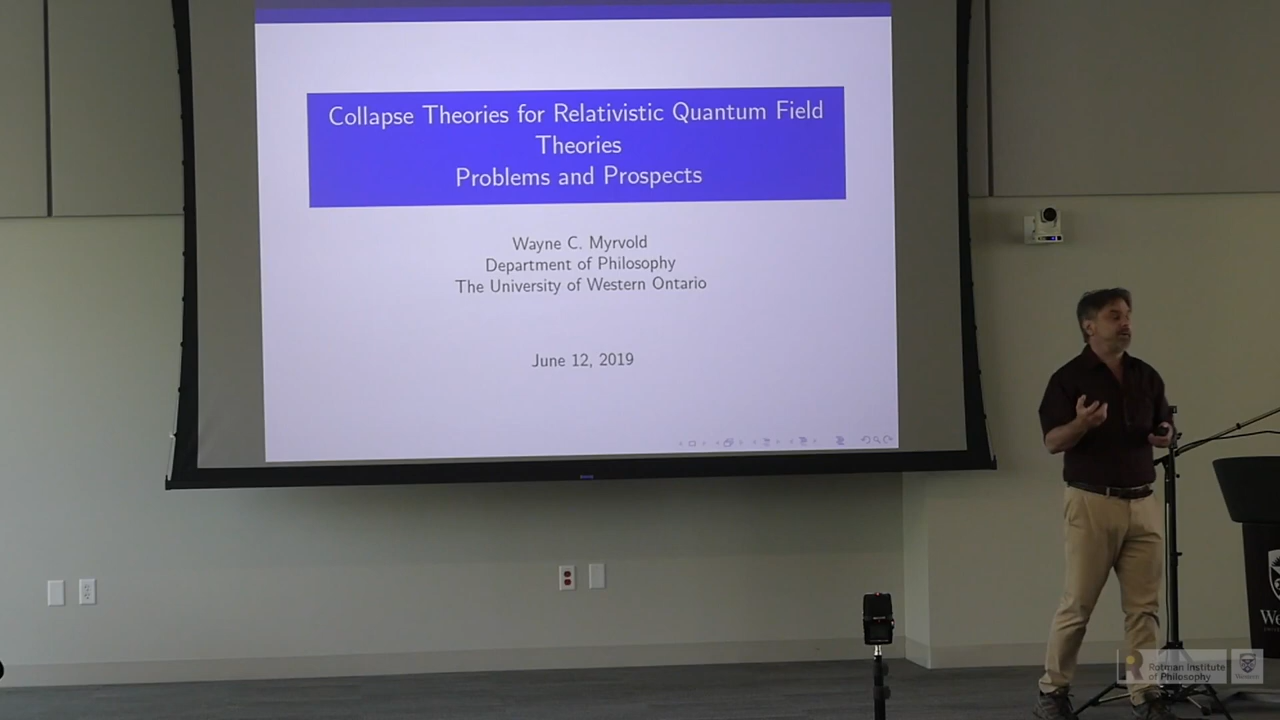 Collapse Theories for Relativistic Quantum Field
Theories
Problems and Prospects
Wayne C. Myrvold
Department of Philosophy
The University of Western Ontario
June 12, 2019
Rotman Institute
of Philosophy
Western